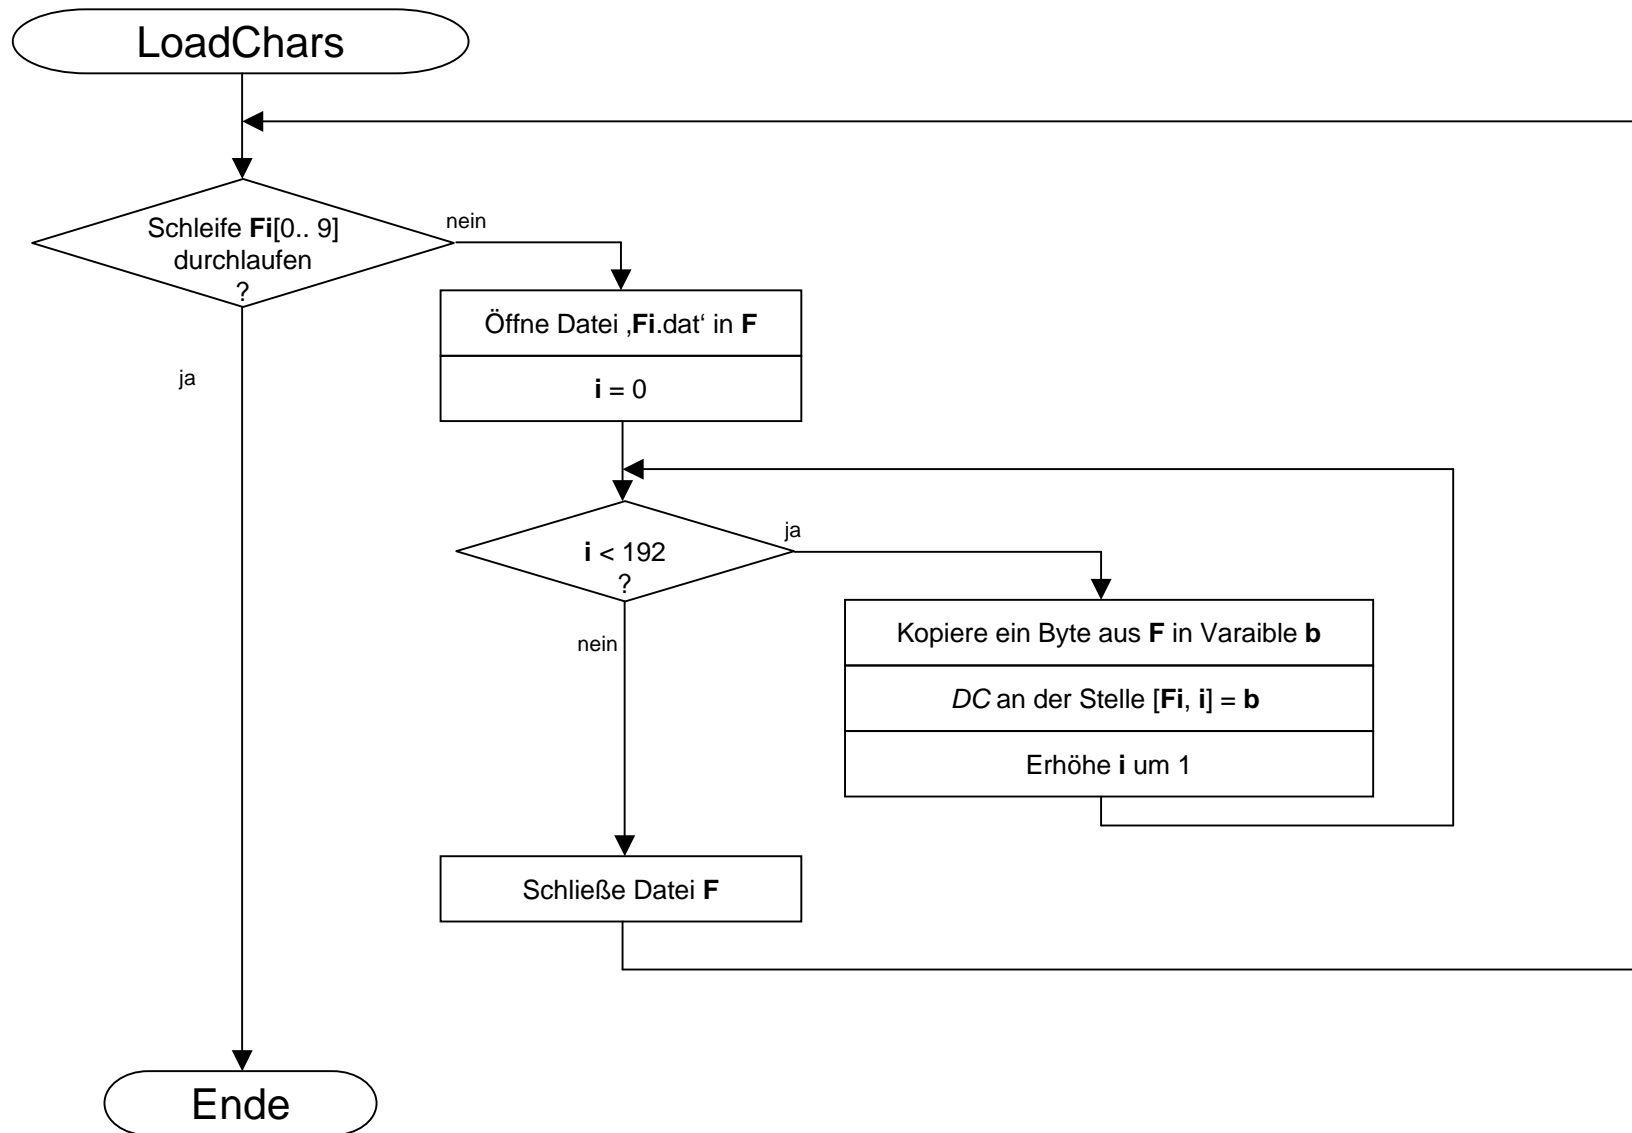 LoadChars
Schleife Fi[0.. 9]
durchlaufen
?
nein
ja
Öffne Datei ‚Fi.dat‘ in F
i = 0
i < 192
?
ja
nein
Kopiere ein Byte aus F in Varaible b
DC an der Stelle [Fi, i] = b
Erhöhe i um 1
Schließe Datei F
Ende